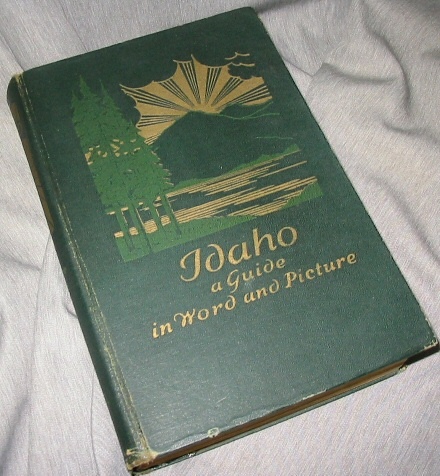 Idaho
a Guide
in Word and Picture